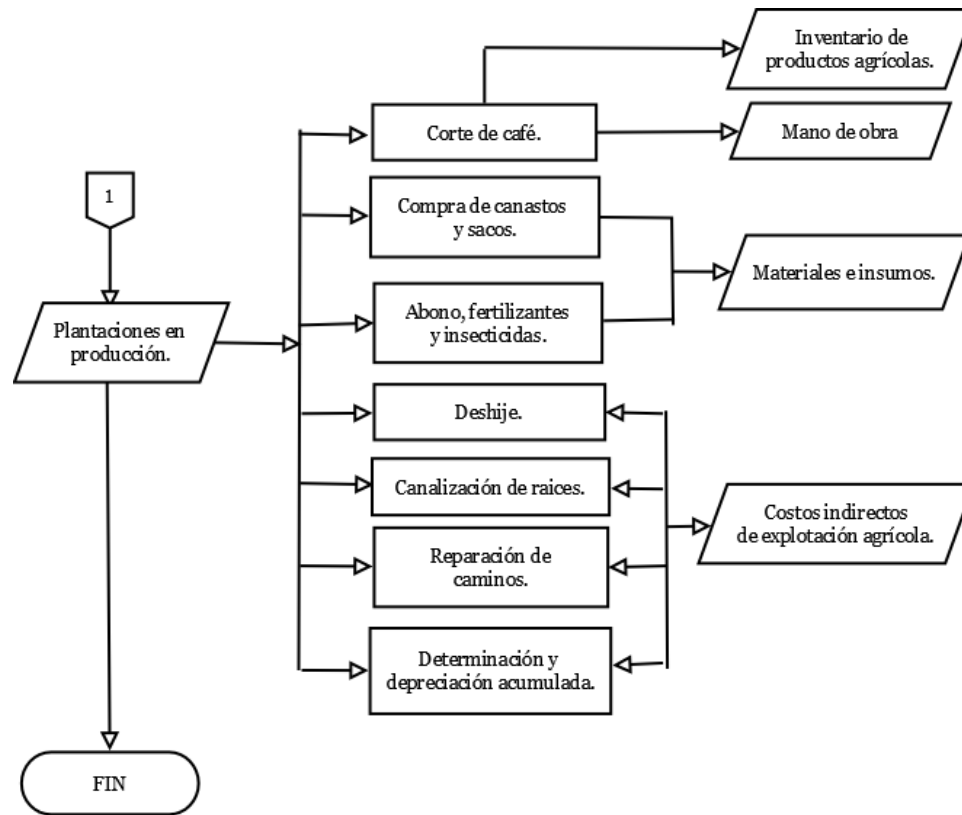 Inventario de
productos agrícolas.
Corte de café.
Mano de obra
1
Compra de canastos
y sacos.
Materiales e insumos.
Abono, fertilizantes
y insecticidas.
Plantaciones en
producción.
Deshije.
Canalización de raices.
Costos indirectos
de explotación agrícola.
Reparación de
caminos.
Determinación y
depreciación acumulada.
FIN